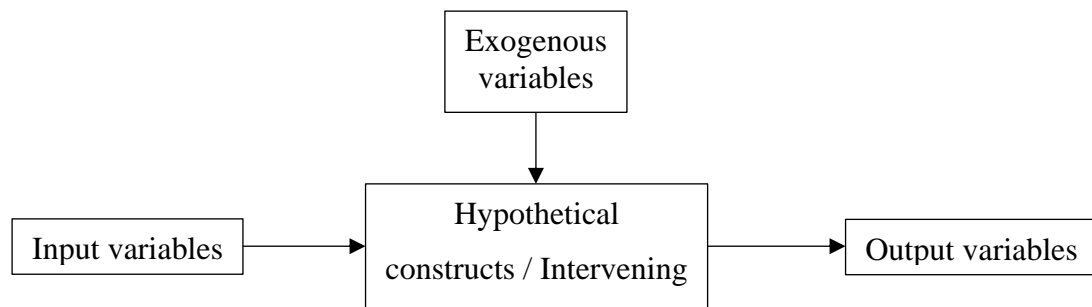 Exogenous
variables
Hypothetical
Input variables
constructs / Intervening
Output variables